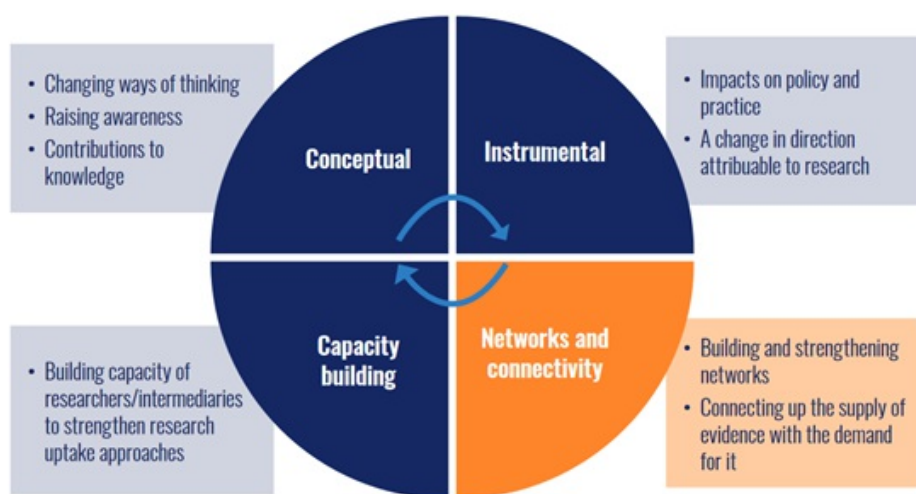 • Changing ways of thinking
• Raising awareness
• Contributions to
knowledge
Conceptual
Instrumental
• Impacts on policy and
practice
• A change in direction
attribuable to research
• Building capacity of
researchers/intermediaries
to strengthen research
uptake approaches
Capacity
building
Networks and
connectivity
• Building and strengthening
networks
• Connecting up the supply of
evidence with the demand
for it